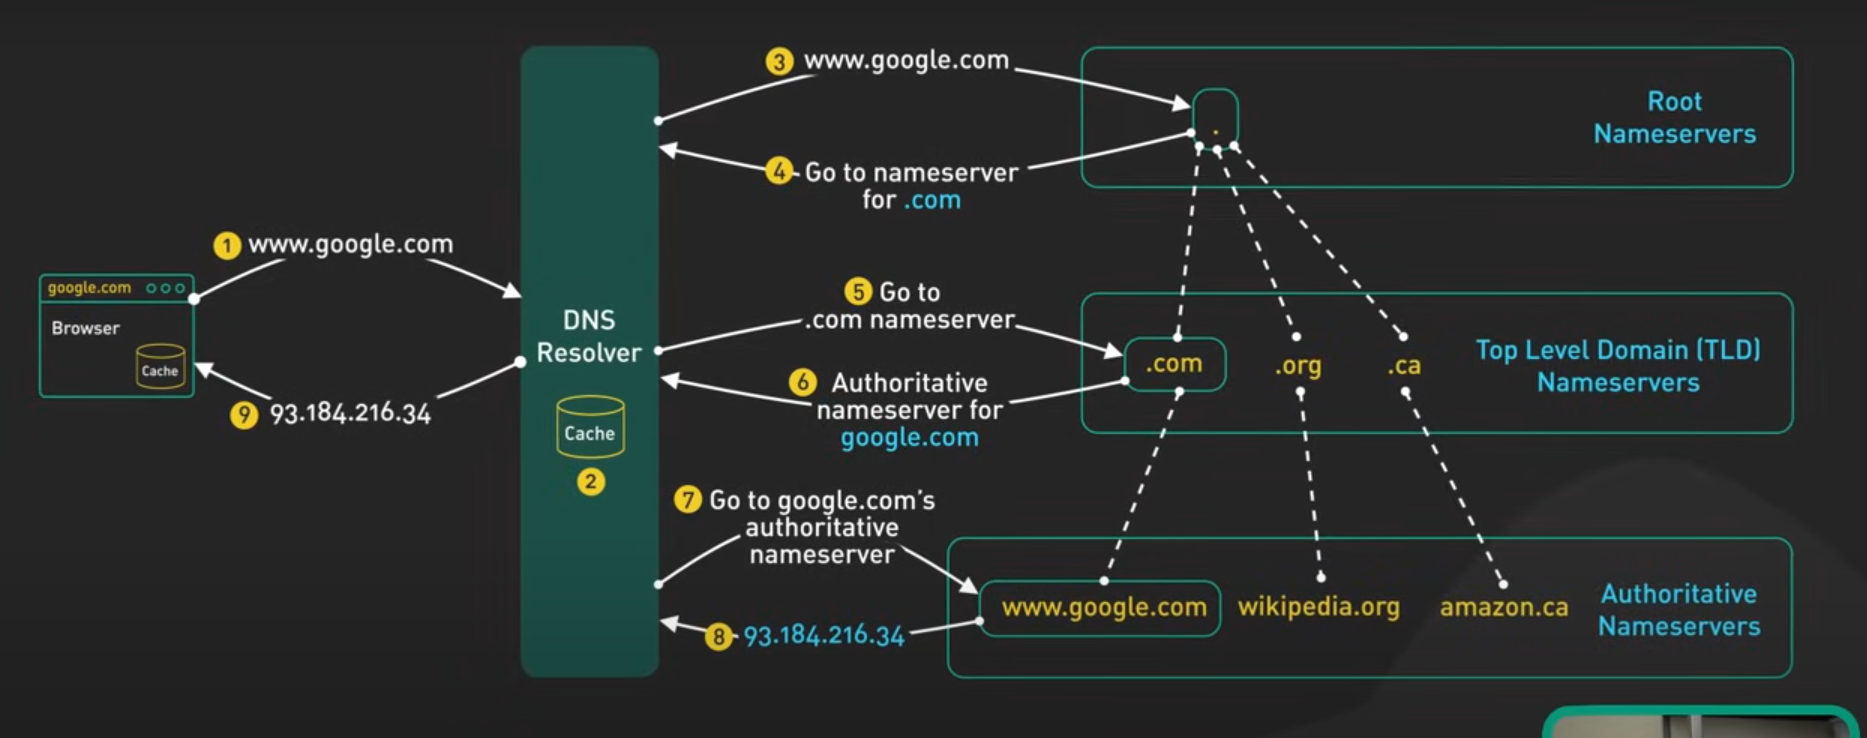 3 www.google.com
Root
Nameservers
.
4 Go to nameserver
for .com
1 www.google.com
google.com
Browser
Cache
9 93.184.216.34
DNS
Resolver
Cache
2
5 Go to
.com nameserver
6 Authoritative
nameserver for
google.com
.com
.org
.ca
Top Level Domain (TLD)
Nameservers
7 Go to google.com's
authoritative
nameserver
8 93.184.216.34
www.google.com
wikipedia.org
amazon.ca
Authoritative
Nameservers